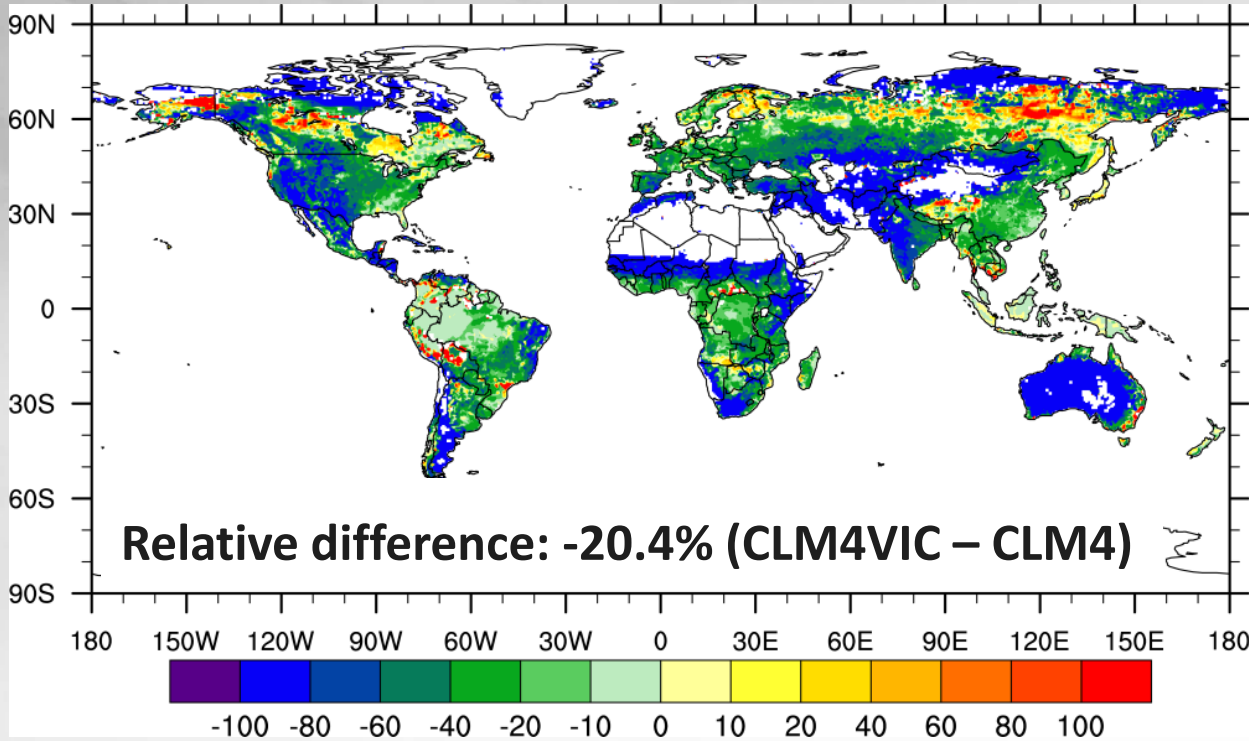 90N
60N
30N
0
30S
60S
90S
Relative difference: -20.4% (CLM4VIC – CLM4)
180 150W 120W 90W 60W 30W 0 30E 60E 90E 120E 150E 180
-100 -80 -60 -40 -20 -10 0 10 20 40 60 80 100